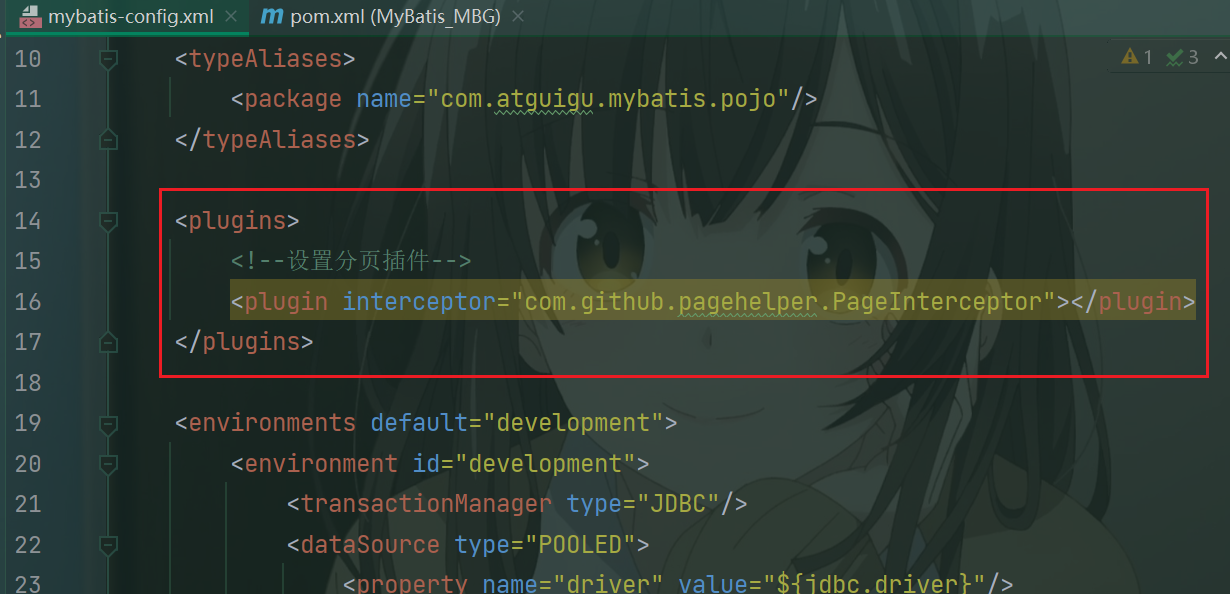 mybatis-config.xml × pom.xml (MyBatis_MBG) ×
10 <typeAliases> 1 3
11 <package name="com.atguigu.mybatis.pojo"/>
12 </typeAliases>
13
14 <plugins>
15 <!--设置分页插件-->
16 <plugin interceptor="com.github.pagehelper.PageInterceptor"></plugin>
17 </plugins>
18
19 <environments default="development">
20 <environment id="development">
21 <transactionManager type="JDBC"/>
22 <dataSource type="POOLED">
23 <property name="driver" value="${jdbc.driver}"/>